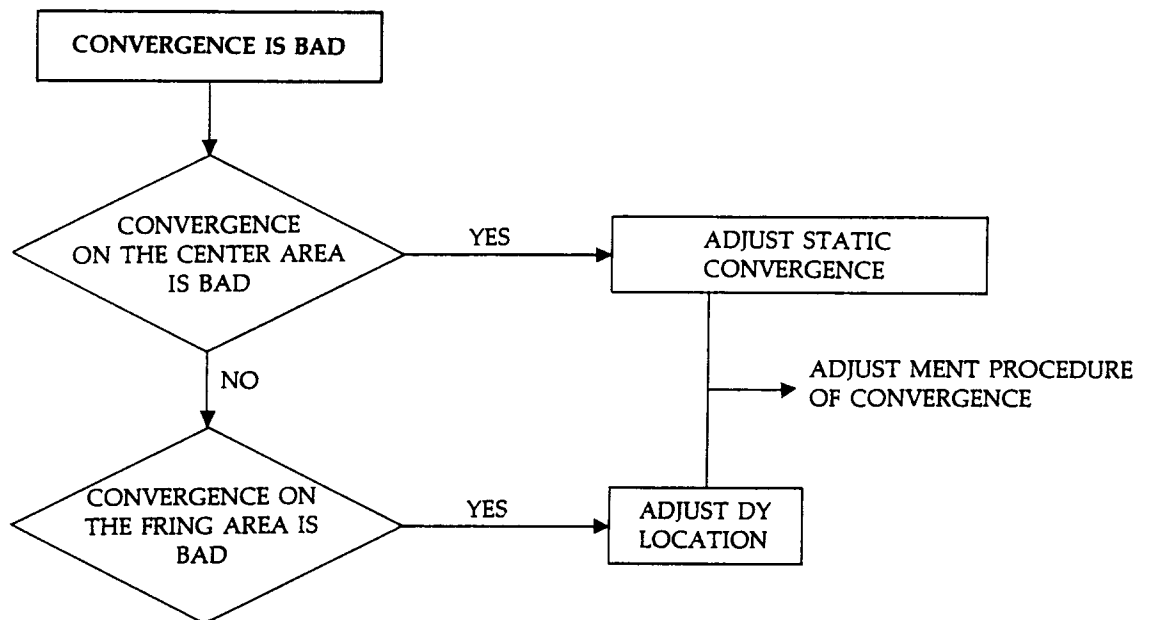 CONVERGENCE IS BAD
CONVERGENCE
ON THE CENTER AREA
IS BAD
YES
ADJUST STATIC
CONVERGENCE
NO
ADJUST MENT PROCEDURE
OF CONVERGENCE
CONVERGENCE ON
THE FRING AREA IS
BAD
YES
ADJUST DY
LOCATION